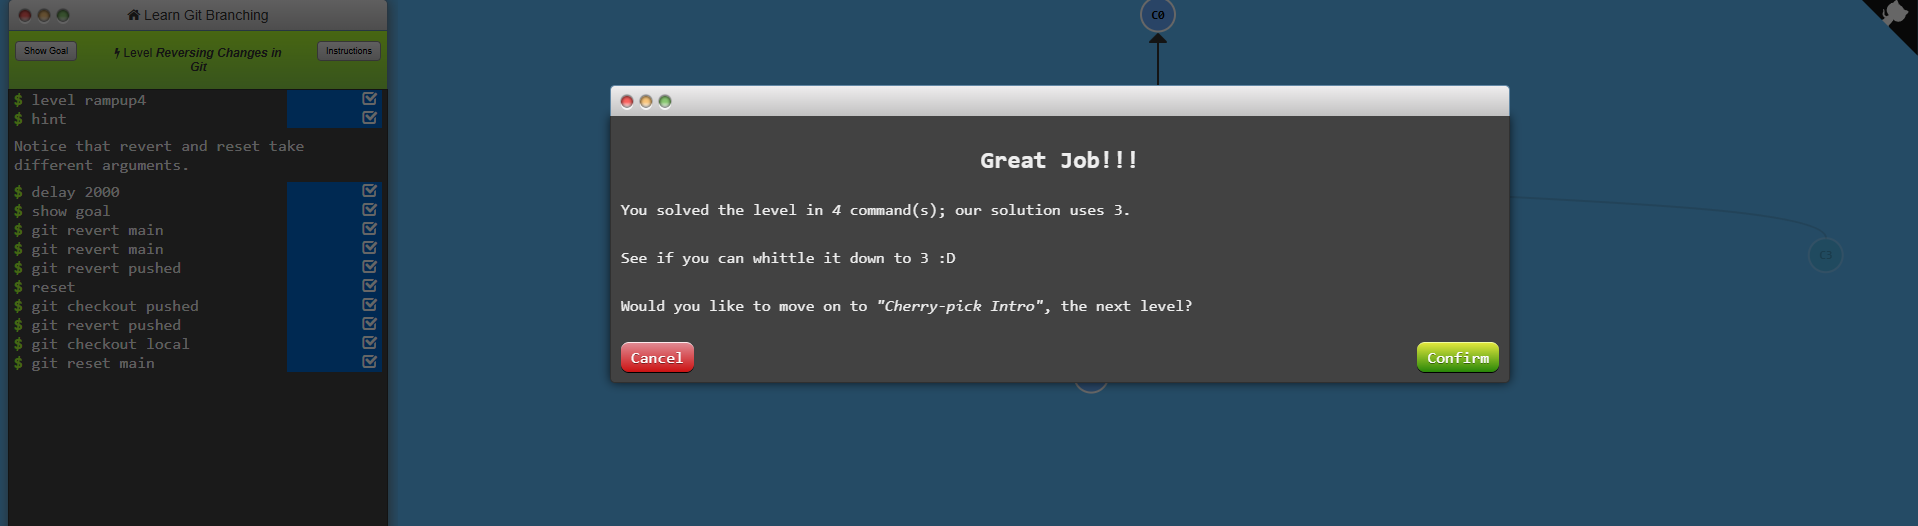 Learn Git Branching
Show Goal
Level Reversing Changes in
Git
Instructions
$ level rampup4
$ hint
Notice that revert and reset take
different arguments.
$ delay 2000
$ show goal
$ git revert main
$ git revert main
$ git revert pushed
$ reset
$ git checkout pushed
$ git revert pushed
$ git checkout local
$ git reset main
C0
Great Job!!!
You solved the level in 4 command(s); our solution uses 3.
See if you can whittle it down to 3 :D
Would you like to move on to "Cherry-pick Intro", the next level?
Cancel
Confirm
C3